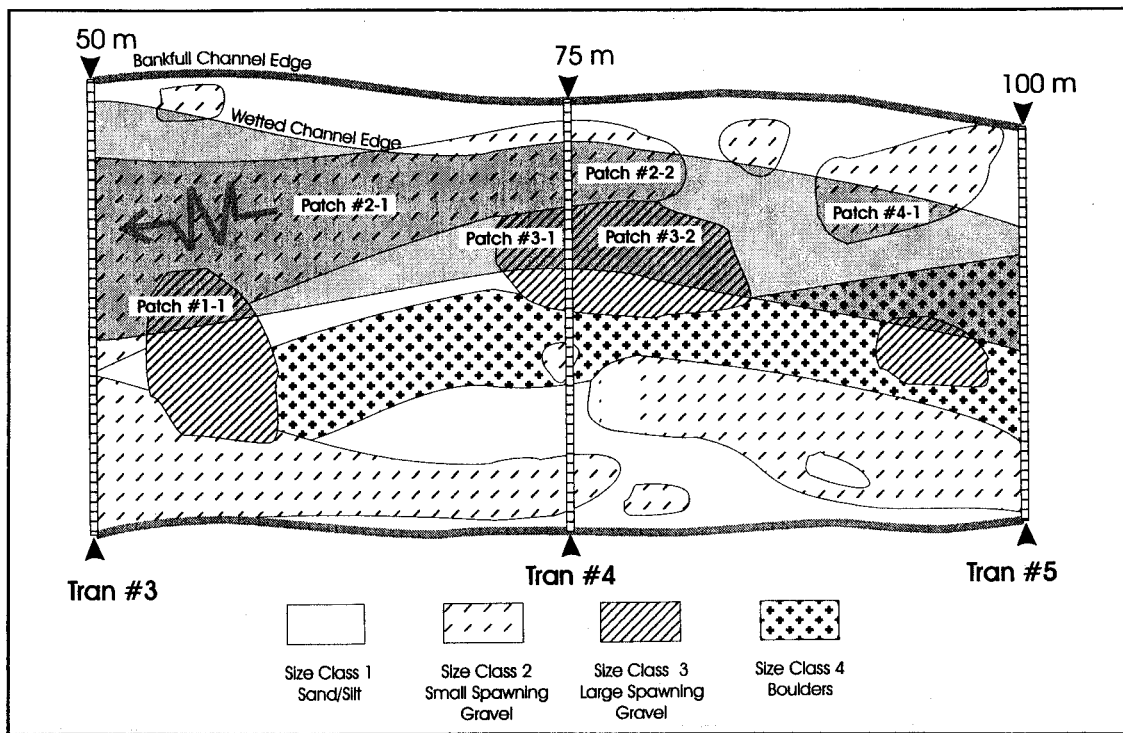 50 m
75 m
100 m
Bankfull Channel Edge
Wetted Channel Edge
Patch #2-2
Patch #2-1
Patch #4-1
Patch #3-1
Patch #3-2
Patch #1-1
Tran #3
Tran #4
Tran #5
Size Class 1
Sand/Silt
Size Class 2
Small Spawning
Gravel
Size Class 3
Large Spawning
Gravel
Size Class 4
Boulders